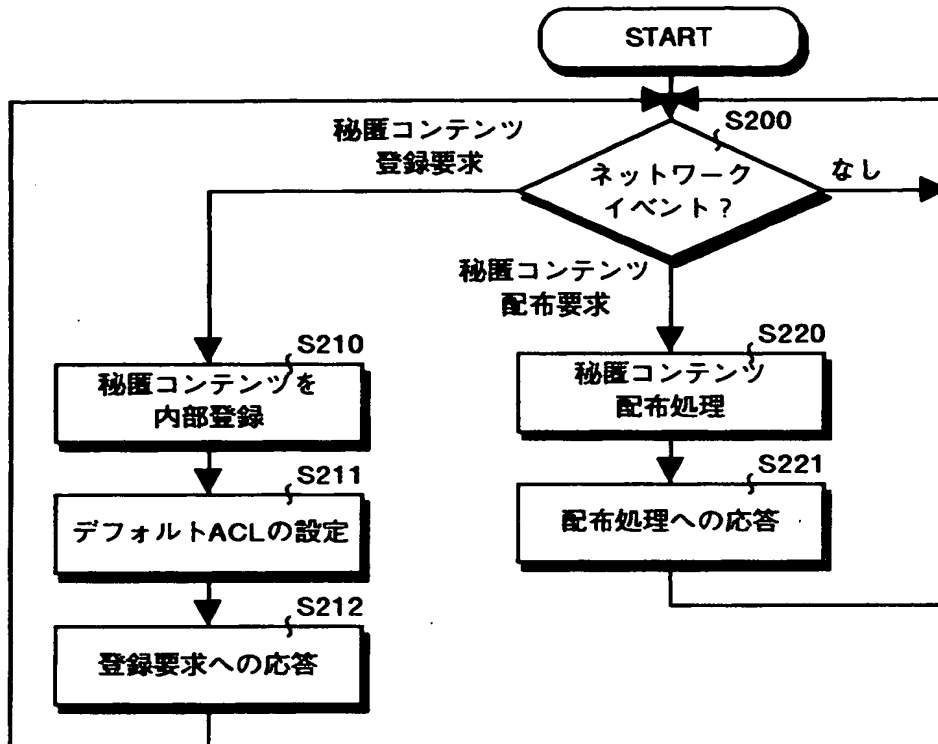 START
S200
ネットワーク
イベント？
なし
秘匿コンテンツ
登録要求
秘匿コンテンツ
配布要求
S210
秘匿コンテンツを
内部登録
S211
デフォルトACLの設定
S212
登録要求への応答
S220
秘匿コンテンツ
配布処理
S221
配布処理への応答